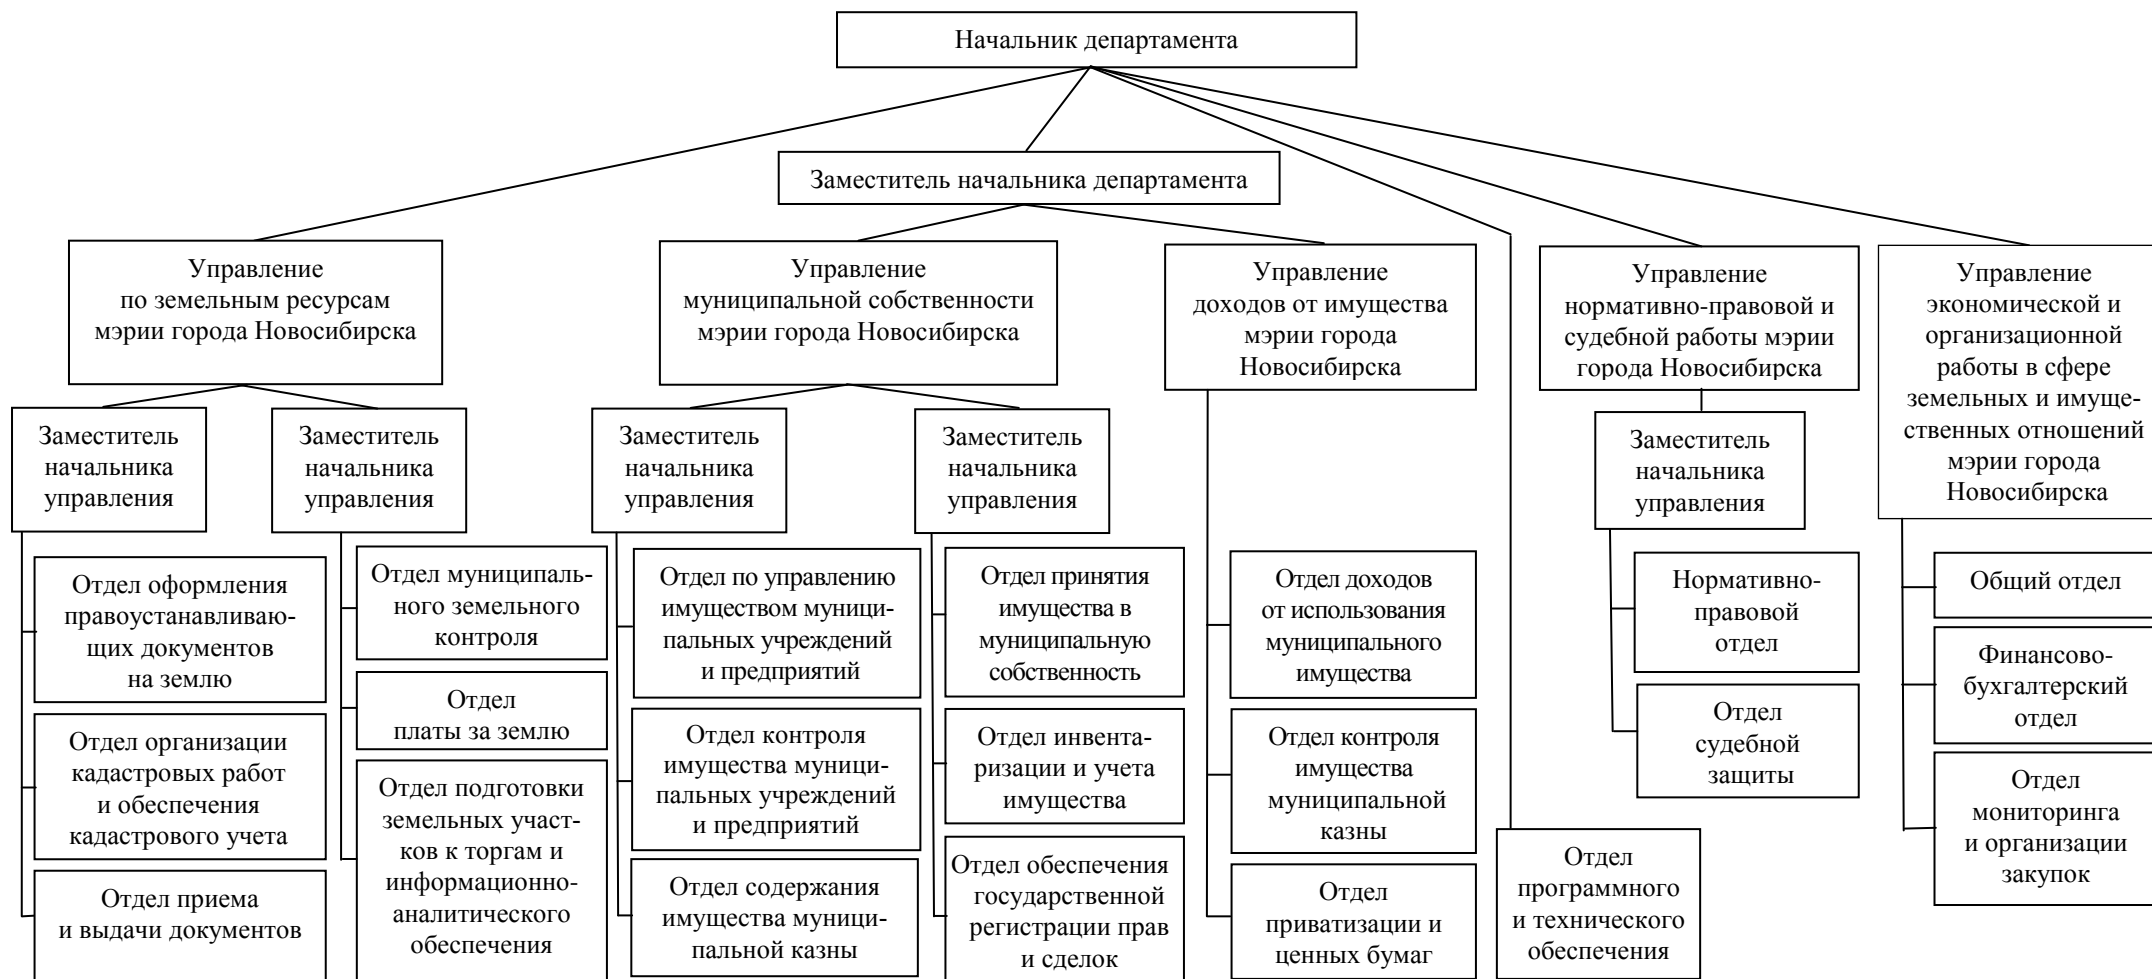 Начальник департамента
Заместитель начальника департамента
Управление
по земельным ресурсам
мэрии города Новосибирска
Управление
муниципальной собственности
мэрии города Новосибирска
Управление
доходов от имущества
мэрии города
Новосибирска
Управление
нормативно-правовой и
судебной работы мэрии
города Новосибирска
Управление
экономической и
организационной
работы в сфере
земельных и имуще-
ственных отношений
мэрии города
Новосибирска
Заместитель
начальника
управления
Заместитель
начальника
управления
Заместитель
начальника
управления
Заместитель
начальника
управления
Заместитель
начальника
управления
Отдел оформления
правоустанавливаю-
щих документов
на землю
Отдел организации
кадастровых работ
и обеспечения
кадастрового учета
Отдел приема
и выдачи документов
Отдел муниципаль-
ного земельного
контроля
Отдел
платы за землю
Отдел подготовки
земельных участ-
ков к торгам и
информационно-
аналитического
обеспечения
Отдел по управлению
имуществом муници-
пальных учреждений
и предприятий
Отдел контроля
имущества муници-
пальных учреждений
и предприятий
Отдел содержания
имущества муници-
пальной казны
Отдел принятия
имущества в
муниципальную
собственность
Отдел инвента-
ризации и учета
имущества
Отдел обеспечения
государственной
регистрации прав
и сделок
Отдел доходов
от использования
муниципального
имущества
Отдел контроля
имущества
муниципальной
казны
Отдел
приватизации и
ценных бумаг
Отдел
программного
и технического
обеспечения
Нормативно-
правовой
отдел
Отдел
судебной
защиты
Общий отдел
Финансово-
бухгалтерский
отдел
Отдел
мониторинга
и организации
закупок